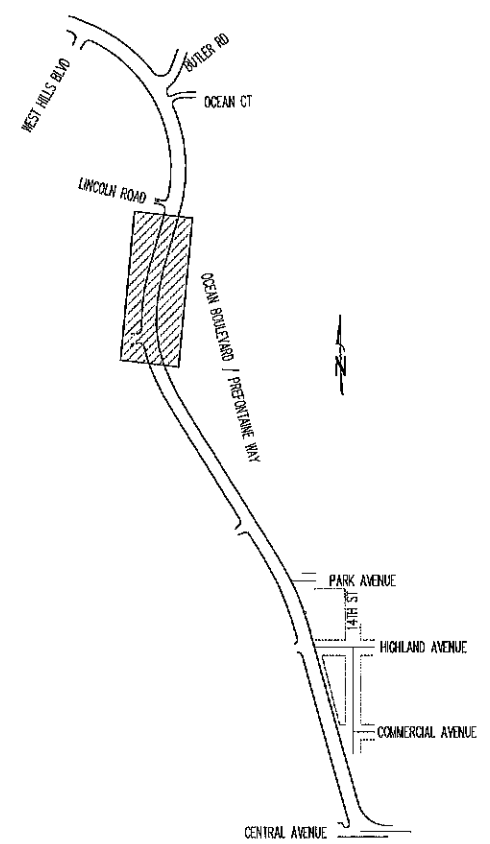 BUTLER RD
WEST HILLS BLVD
OCEAN CT
LINCOLN ROAD
OCEAN BOULEVARD / PREFONTAINE WAY
N
PARK AVENUE
14TH ST
HIGHLAND AVENUE
COMMERCIAL AVENUE
CENTRAL AVENUE